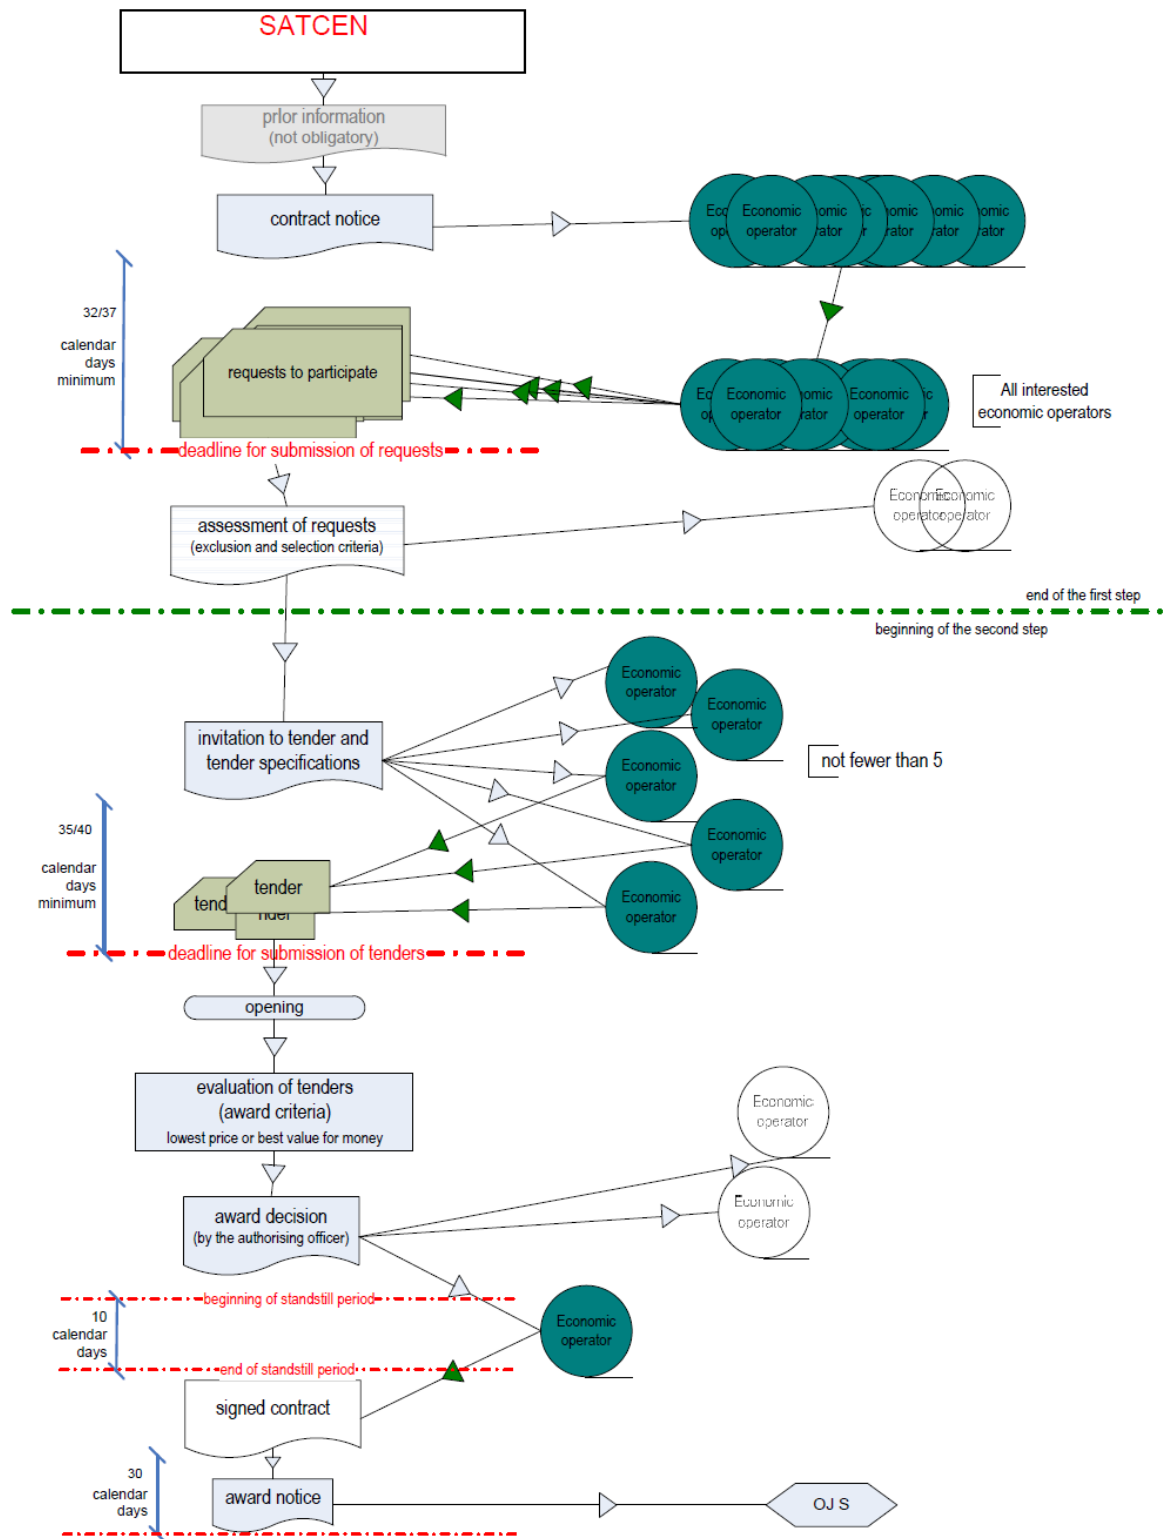 SATCEN
prior information
(not obligatory)
contract notice
Economic
operator
32/37
calendar
days
minimum
requests to participate
Economic
operator
Economic
operator
All interested
economic operators
deadline for submission of requests
assessment of requests
(exclusion and selection criteria)
Economic
operator
Economic
operator
end of the first step
beginning of the second step
Economic
operator
Economic
operator
invitation to tender and
tender specifications
Economic
operator
not fewer than 5
35/40
calendar
days
minimum
Economic
operator
tender
tend
nder
Economic
operator
deadline for submission of tenders
opening
evaluation of tenders
(award criteria)
lowest price or best value for money
Economic
operator
award decision
(by the authorising officer)
Economic
operator
beginning of standstill period
10
calendar
days
Economic
operator
end of standstill period
signed contract
30
calendar
days
award notice
OJ S